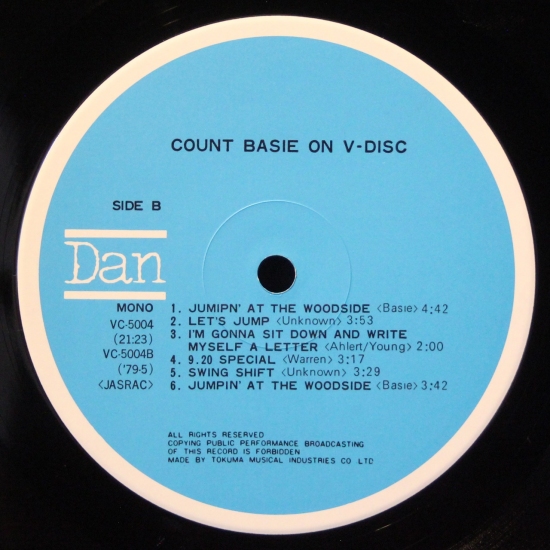 COUNT BASIE ON V-DISC
SIDE B
Dan
MONO
VC-5004
(21:23)
VC-5004B
('79·5)
<JASRAC>
1. JUMIPN' AT THE WOODSIDE <Basie> 4:42
2. LET'S JUMP <Unknown> 3:53
3. I'M GONNA SIT DOWN AND WRITE
MYSELF A LETTER <Ahlert/Young> 2:00
4. 9.20 SPECIAL <Warren> 3:17
5. SWING SHIFT <Unknown> 3:29
6. JUMPIN' AT THE WOODSIDE <Basie> 3:42
ALL RIGHTS RESERVED
COPYING PUBLIC PERFORMANCE BROADCASTING
OF THIS RECORD IS FORBIDDEN
MADE BY TOKUMA MUSICAL INDUSTRIES CO LTD